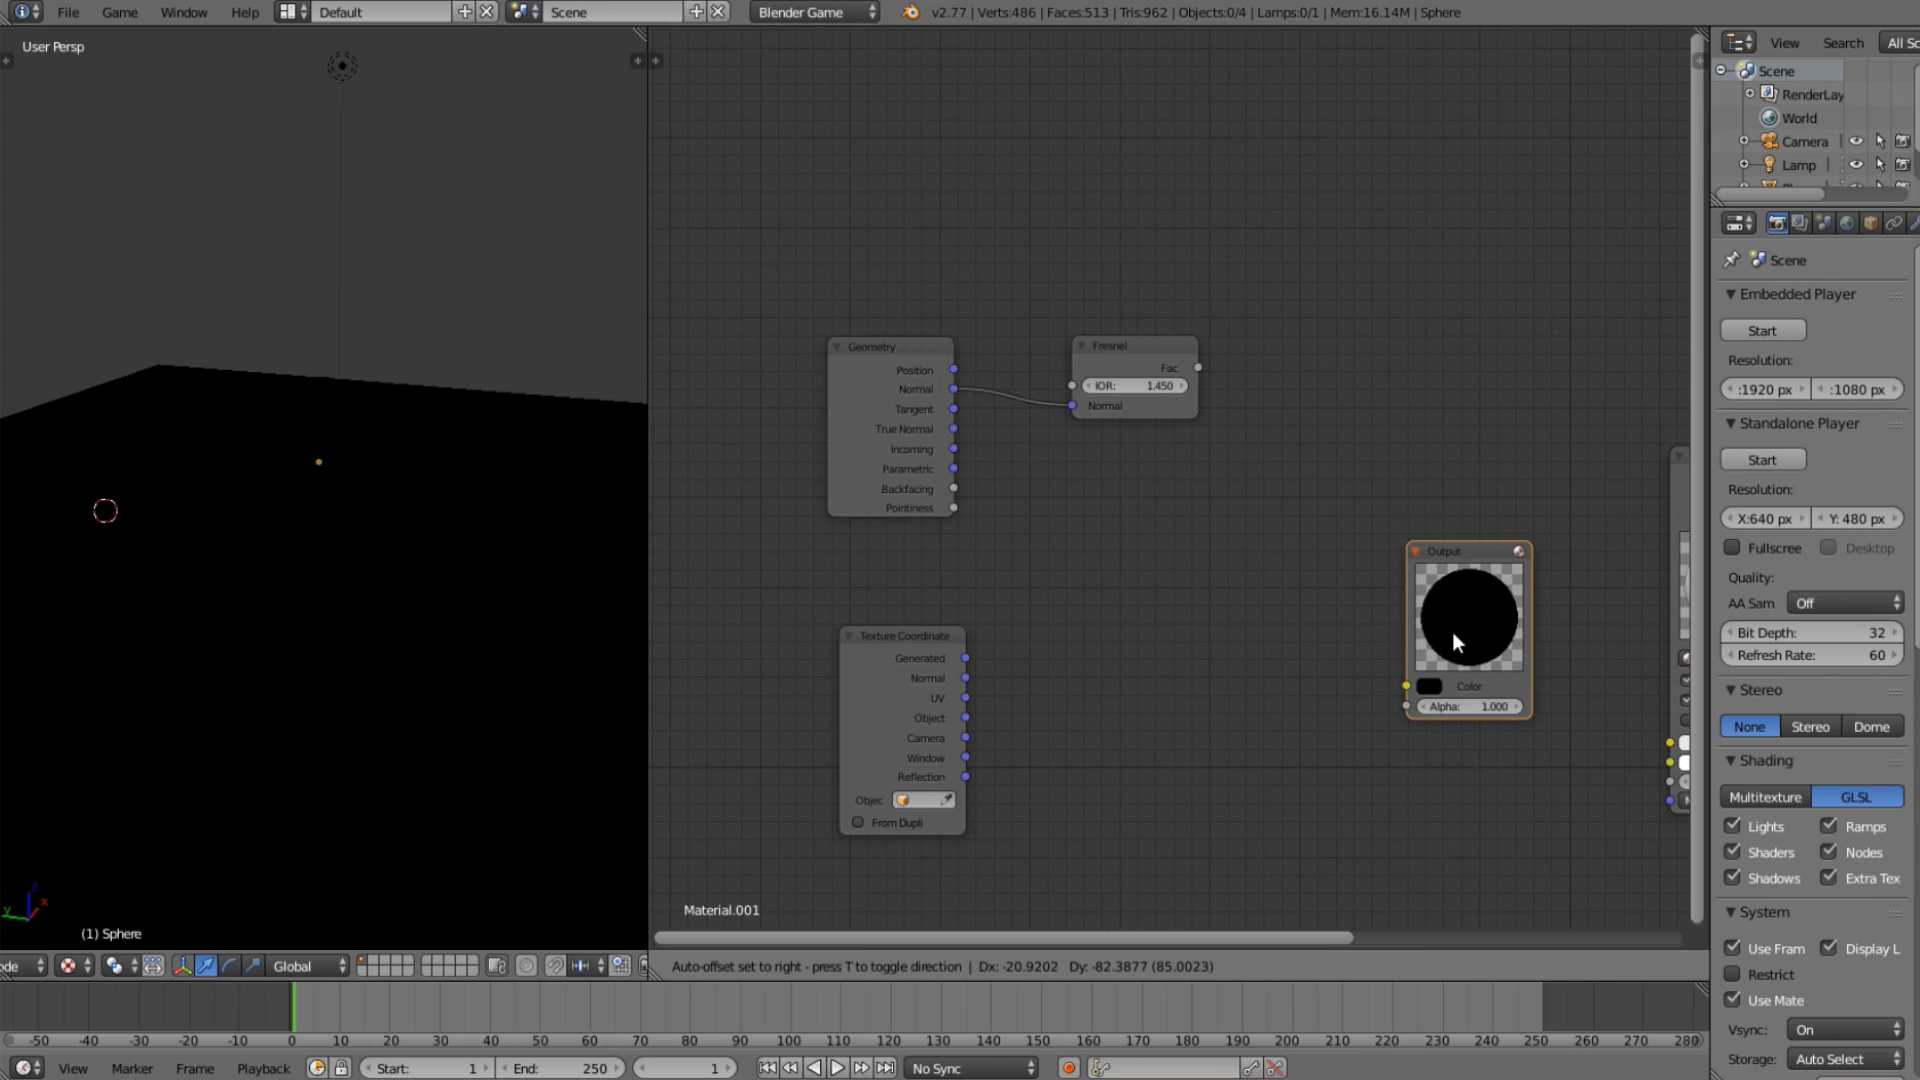 File Game Window Help Default Scene Blender Game v2.77 | Verts:486 | Faces:513 | Tris:962 | Objects:0/4 | Lamps:0/1 | Mem:16.14M | Sphere
User Persp
View Search All Sc
Scene
RenderLay
World
Camera
Lamp
Scene
Embedded Player
Start
Resolution:
:1920 px :1080 px
Standalone Player
Start
Resolution:
X:640 px Y: 480 px
Fullscree Desktop
Quality:
AA Sam Off
Bit Depth: 32
Refresh Rate: 60
Stereo
None Stereo Dome
Shading
Multitexture GLSL
Lights Ramps
Shaders Nodes
Shadows Extra Tex
System
Use Fram Display L
Restrict
Use Mate
Vsync: On
Storage: Auto Select
Geometry
Position
Normal
Tangent
True Normal
Incoming
Parametric
Backfacing
Pointiness
Fresnel
Fac
IOR: 1.450
Normal
Texture Coordinate
Generated
Normal
UV
Object
Camera
Window
Reflection
Objec
From Dupli
Output
Color
Alpha: 1.000
Material.001
z
x
y
(1) Sphere
ode Global Auto-offset set to right - press T to toggle direction | Dx: -20.9202 Dy: -82.3877 (85.0023)
-50 -40 -30 -20 -10 0 10 20 30 40 50 60 70 80 90 100 110 120 130 140 150 160 170 180 190 200 210 220 230 240 250 260 270 280
View Marker Frame Playback Start: 1 End: 250 1 No Sync